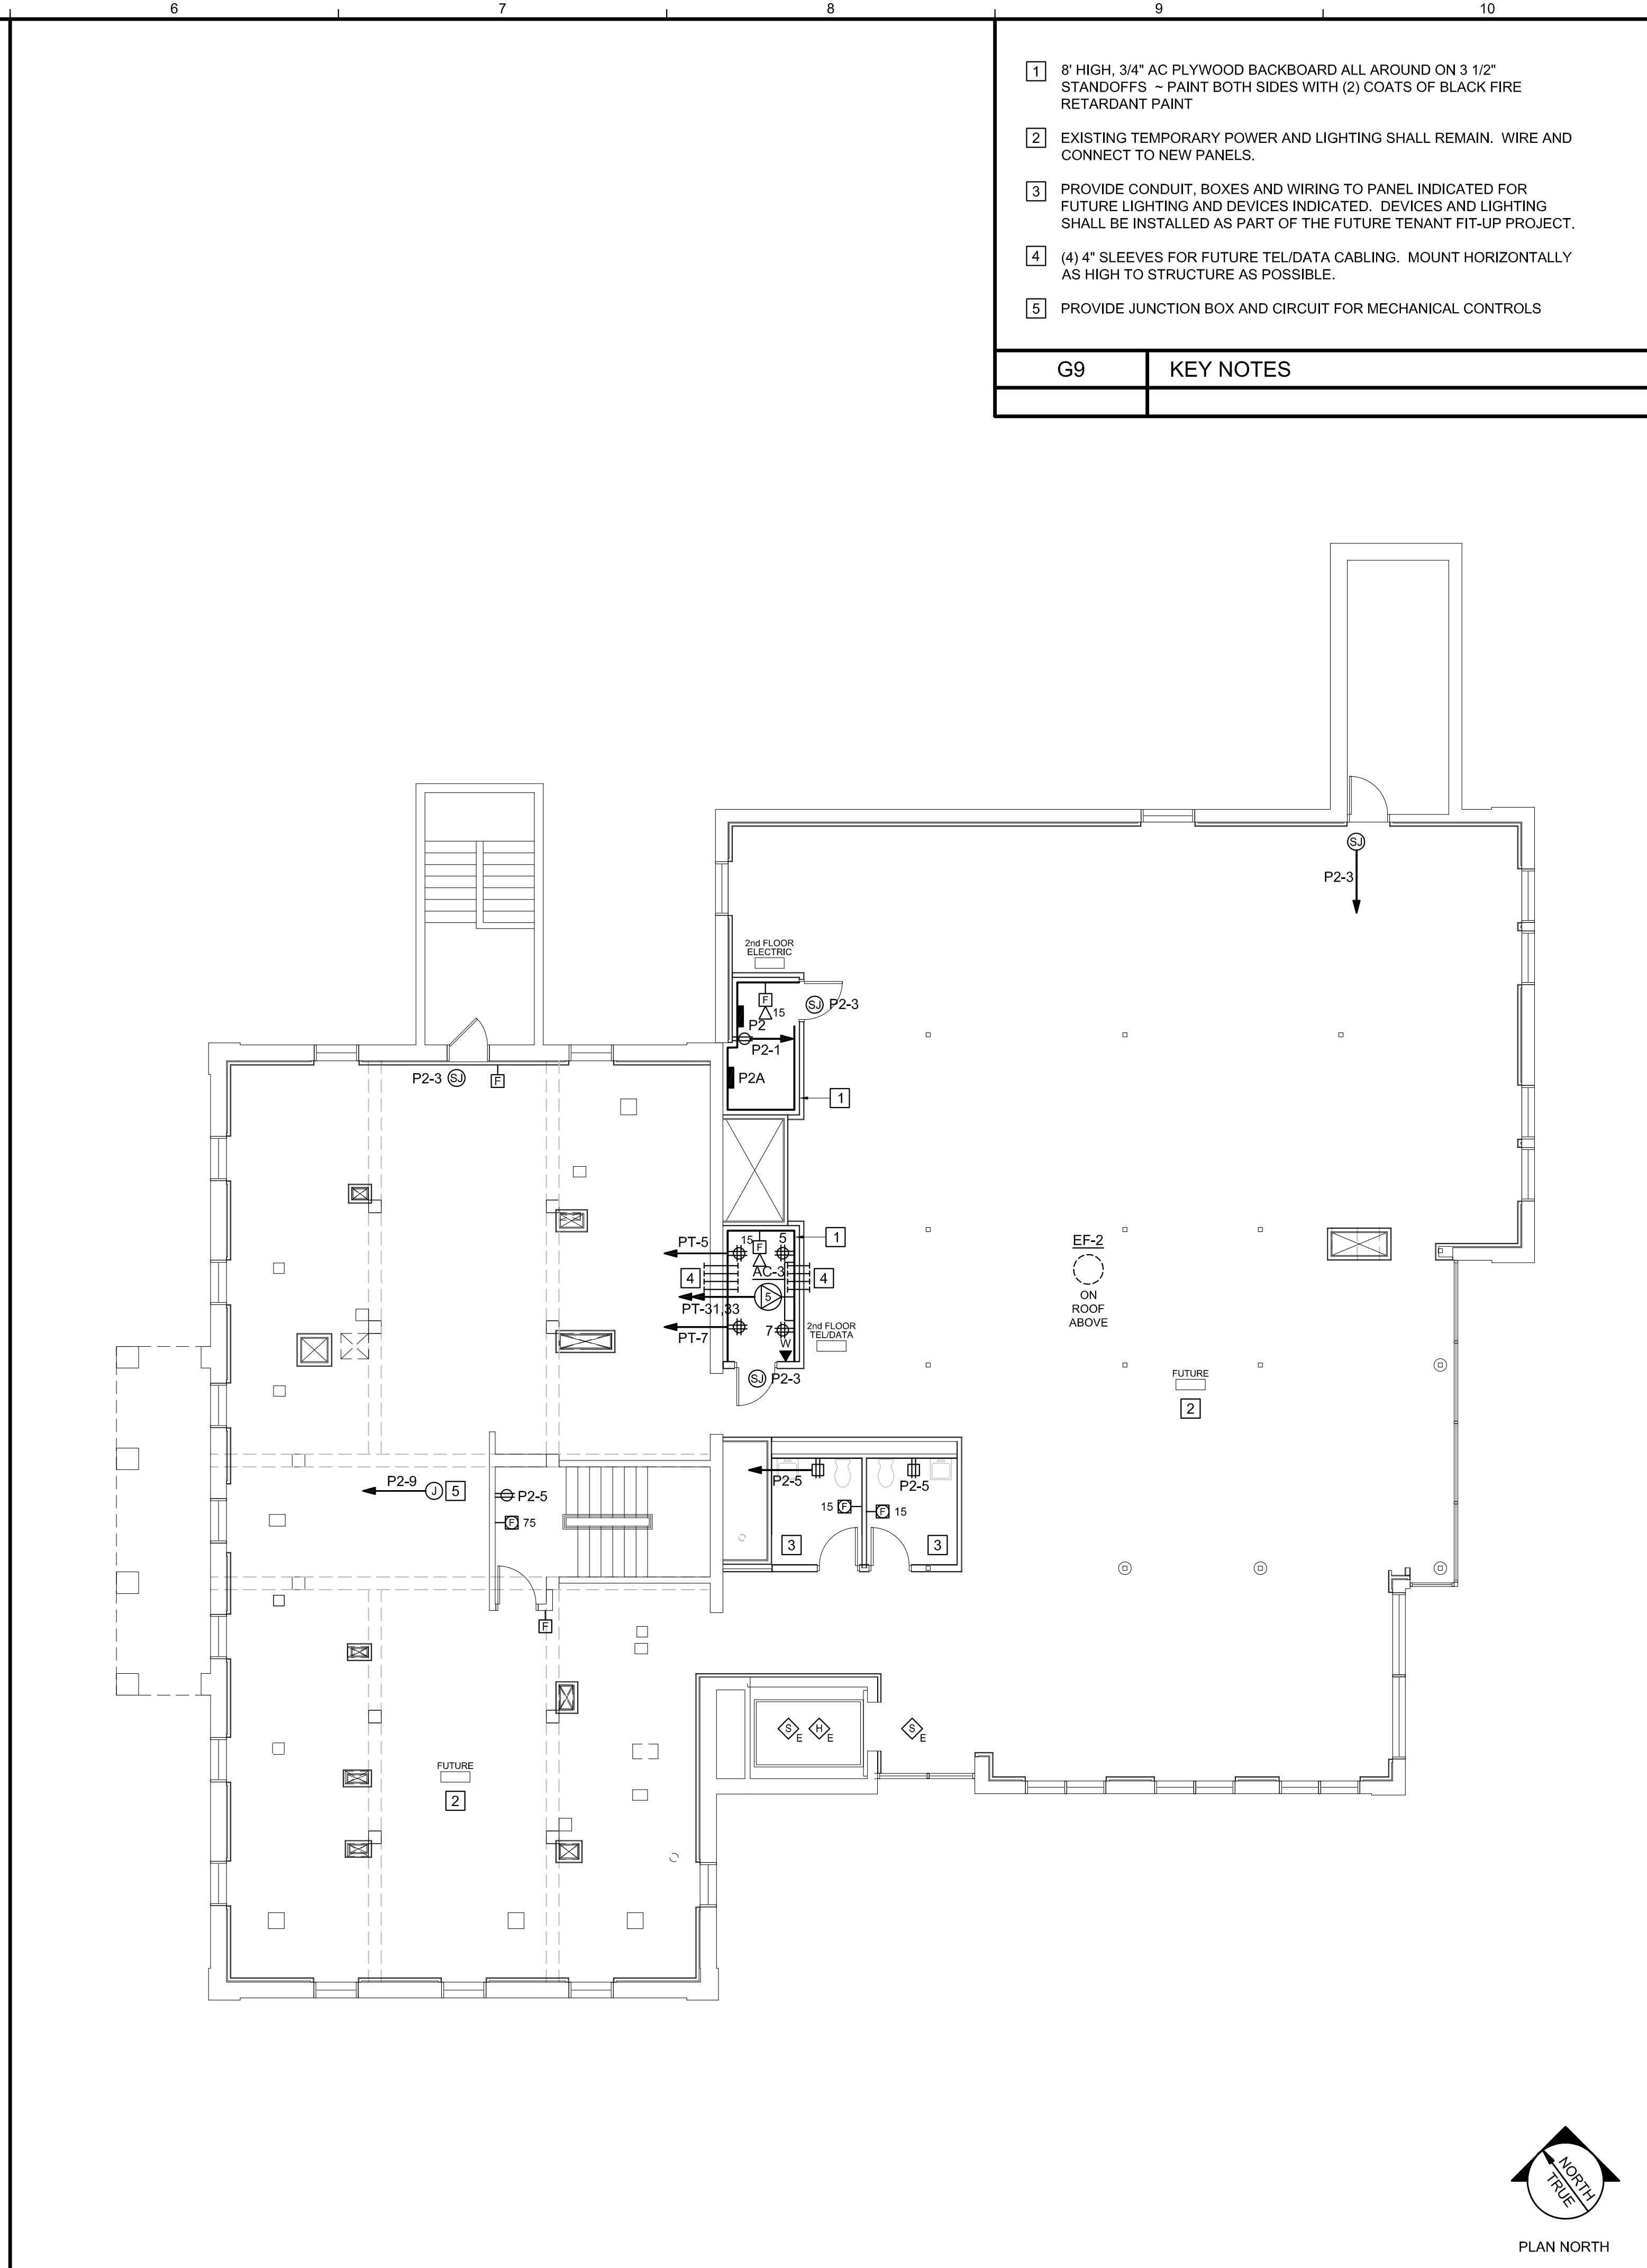 6 7 8 9 10
1 8' HIGH, 3/4" AC PLYWOOD BACKBOARD ALL AROUND ON 3 1/2"
STANDOFFS ~ PAINT BOTH SIDES WITH (2) COATS OF BLACK FIRE
RETARDANT PAINT
2 EXISTING TEMPORARY POWER AND LIGHTING SHALL REMAIN. WIRE AND
CONNECT TO NEW PANELS.
3 PROVIDE CONDUIT, BOXES AND WIRING TO PANEL INDICATED FOR
FUTURE LIGHTING AND DEVICES INDICATED. DEVICES AND LIGHTING
SHALL BE INSTALLED AS PART OF THE FUTURE TENANT FIT-UP PROJECT.
4 (4) 4" SLEEVES FOR FUTURE TEL/DATA CABLING. MOUNT HORIZONTALLY
AS HIGH TO STRUCTURE AS POSSIBLE.
5 PROVIDE JUNCTION BOX AND CIRCUIT FOR MECHANICAL CONTROLS
G9 KEY NOTES
SJ
P2-3
2nd FLOOR
ELECTRIC
F
15
SJ P2-3
P2
P2-1
P2-3 SJ F
P2A
1
PT-5
15 F 5
1
4
AC-3
4
5
PT-31,33
PT-7
7
W
2nd FLOOR
TEL/DATA
SJ P2-3
EF-2
ON
ROOF
ABOVE
FUTURE
2
P2-9
J 5
P2-5
F 75
P2-5
P2-5
15 F
F 15
3
3
F
S E
H E
S E
FUTURE
2
NORTH
TRUE
PLAN NORTH